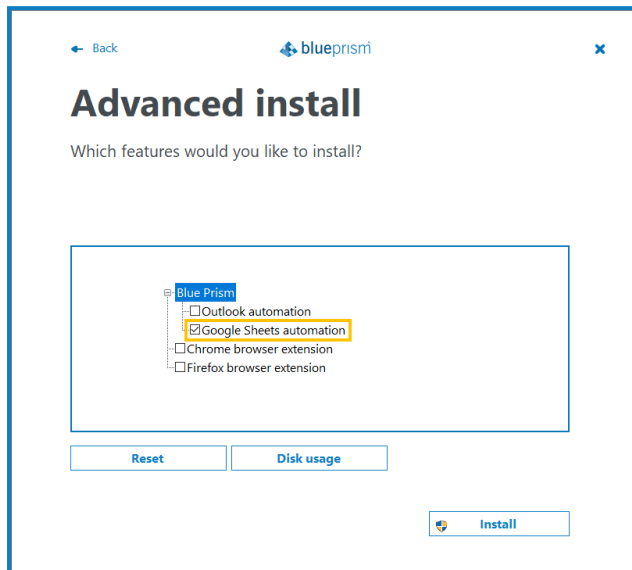 Back
blueprism
Advanced install
Which features would you like to install?
Blue Prism
Outlook automation
Google Sheets automation
Chrome browser extension
Firefox browser extension
Reset
Disk usage
Install